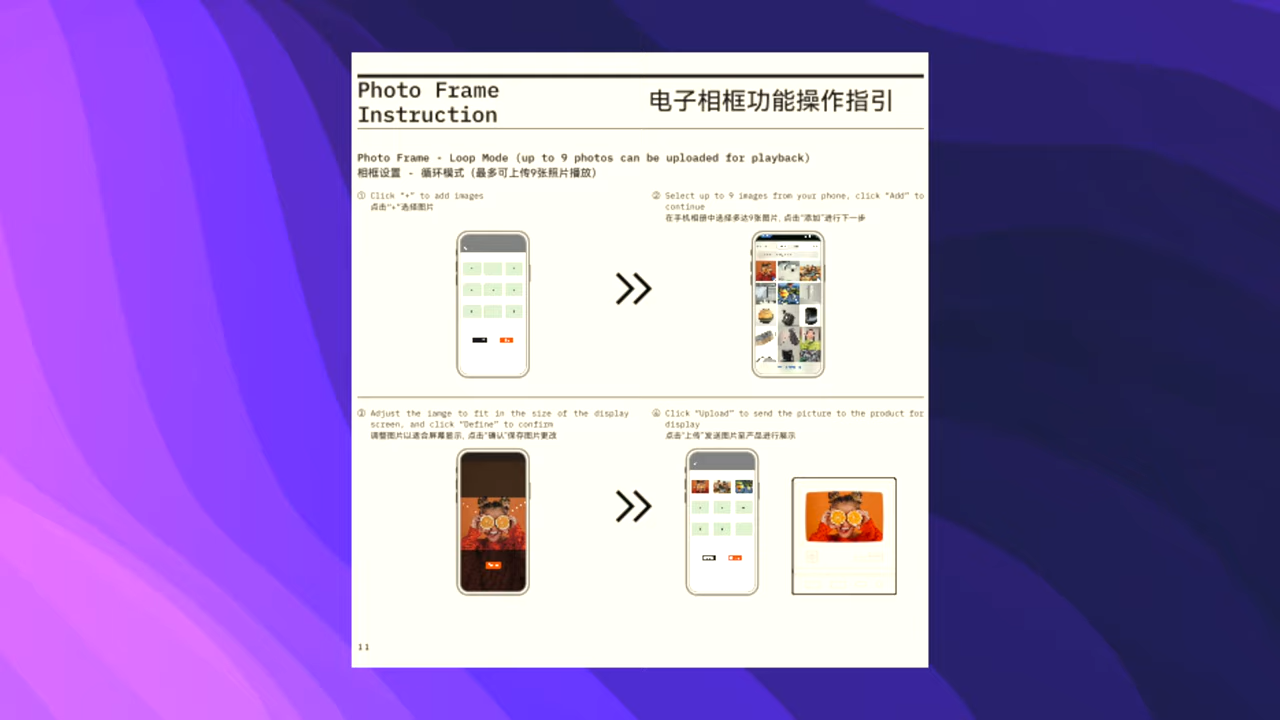 Photo Frame
Instruction
电子相框功能操作指引
Photo Frame - Loop Mode (up to 9 photos can be uploaded for playback)
相框设置 - 循环模式 (最多可上传9张照片播放)
① Click "+" to add images
点击"+"选择图片
② Select up to 9 images from your phone, click "Add" to
continue
在手机相册中选择多达9张图片, 点击"添加"进行下一步
③ Adjust the iamge to fit in the size of the display
screen, and click "Define" to confirm
调整图片以适合屏幕显示, 点击"确认"保存图片更改
④ Click "Upload" to send the picture to the product for
display
点击"上传"发送图片至产品进行展示
11